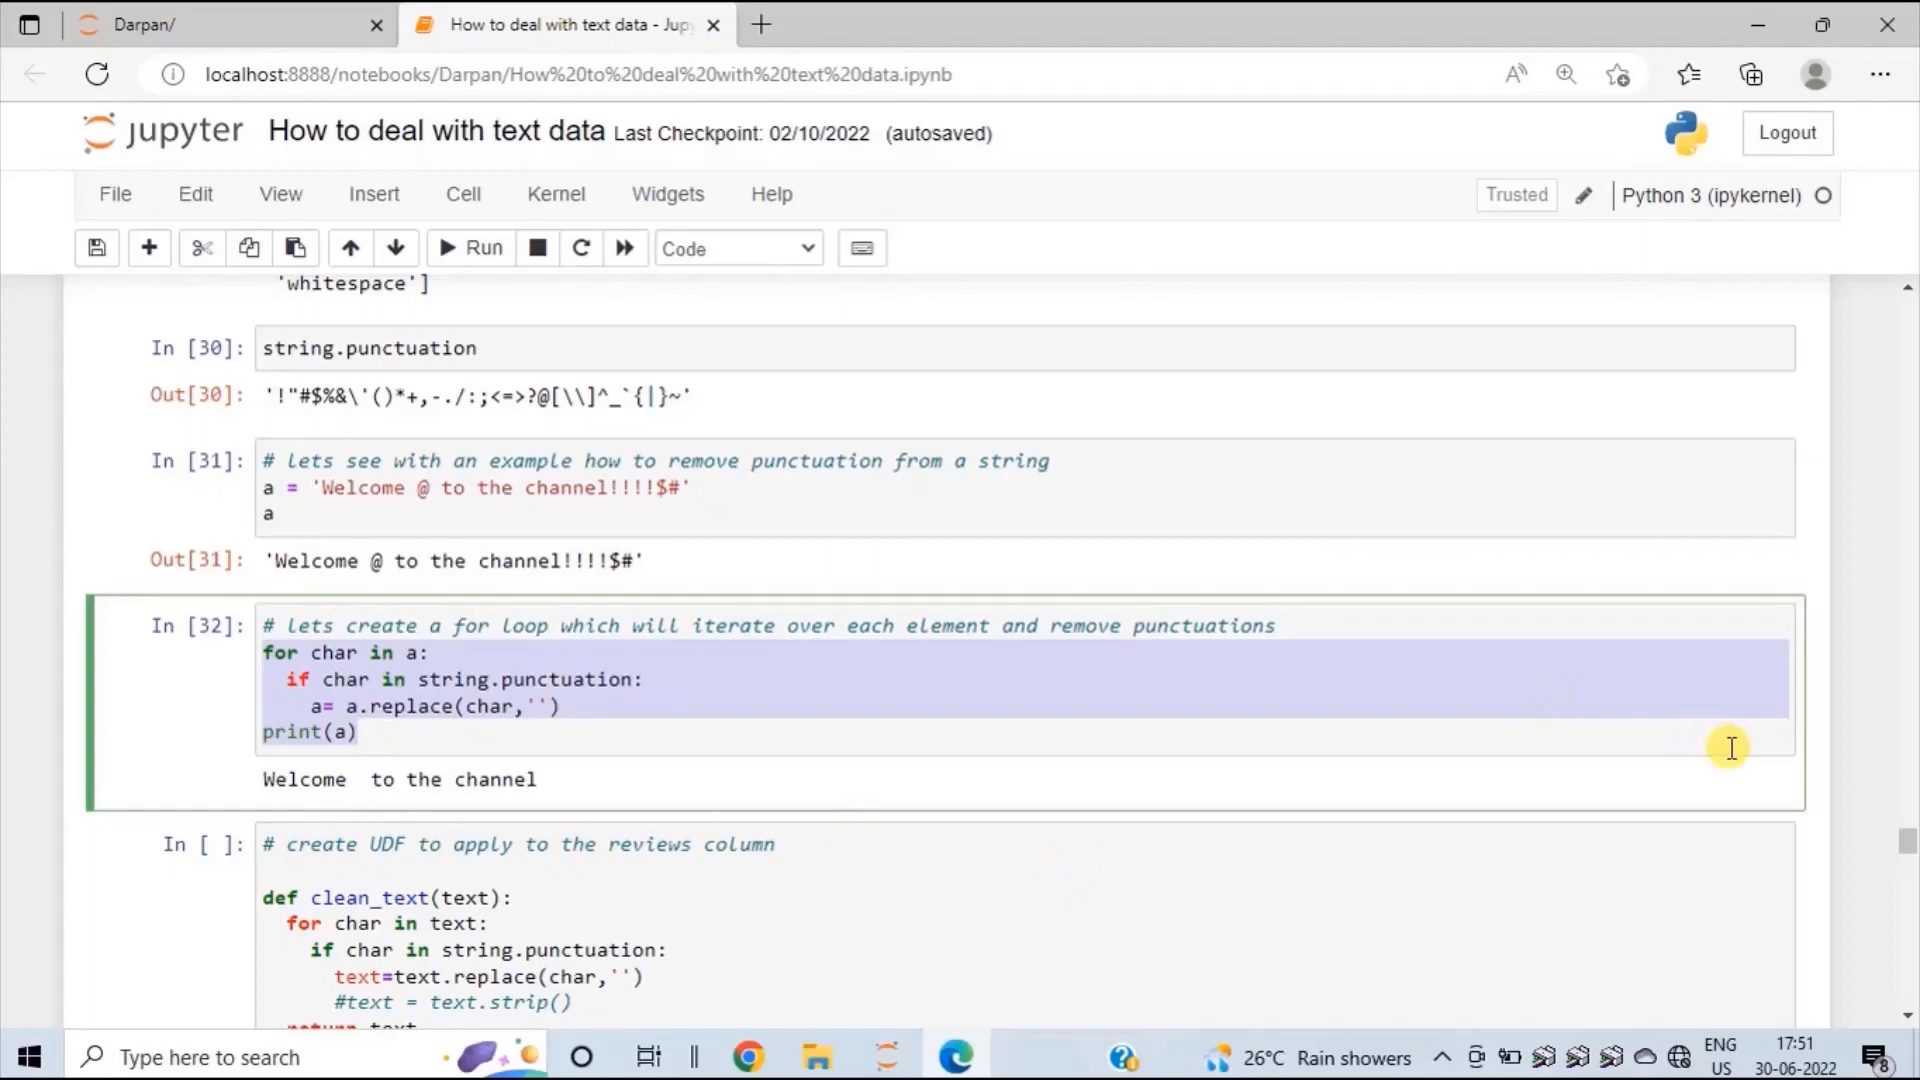 Darpan/
How to deal with text data - Jup
localhost:8888/notebooks/Darpan/How%20to%20deal%20with%20text%20data.ipynb
jupyter How to deal with text data Last Checkpoint: 02/10/2022 (autosaved)
Logout
File Edit View Insert Cell Kernel Widgets Help
Trusted Python 3 (ipykernel)
Run Code
'whitespace']
In [30]: string.punctuation
Out[30]: '!"#$%&\'()*+,-./:;<=>?@[\\]^_`{|}~'
In [31]: # lets see with an example how to remove punctuation from a string
a = 'Welcome @ to the channel!!!!$#'
a
Out[31]: 'Welcome @ to the channel!!!!$#'
In [32]: # lets create a for loop which will iterate over each element and remove punctuations
for char in a:
if char in string.punctuation:
a= a.replace(char,'')
print(a)
Welcome  to the channel
In [ ]: # create UDF to apply to the reviews column
def clean_text(text):
for char in text:
if char in string.punctuation:
text=text.replace(char,'')
#text = text.strip()
return text
Type here to search
26°C Rain showers
ENG
US
17:51
30-06-2022
8